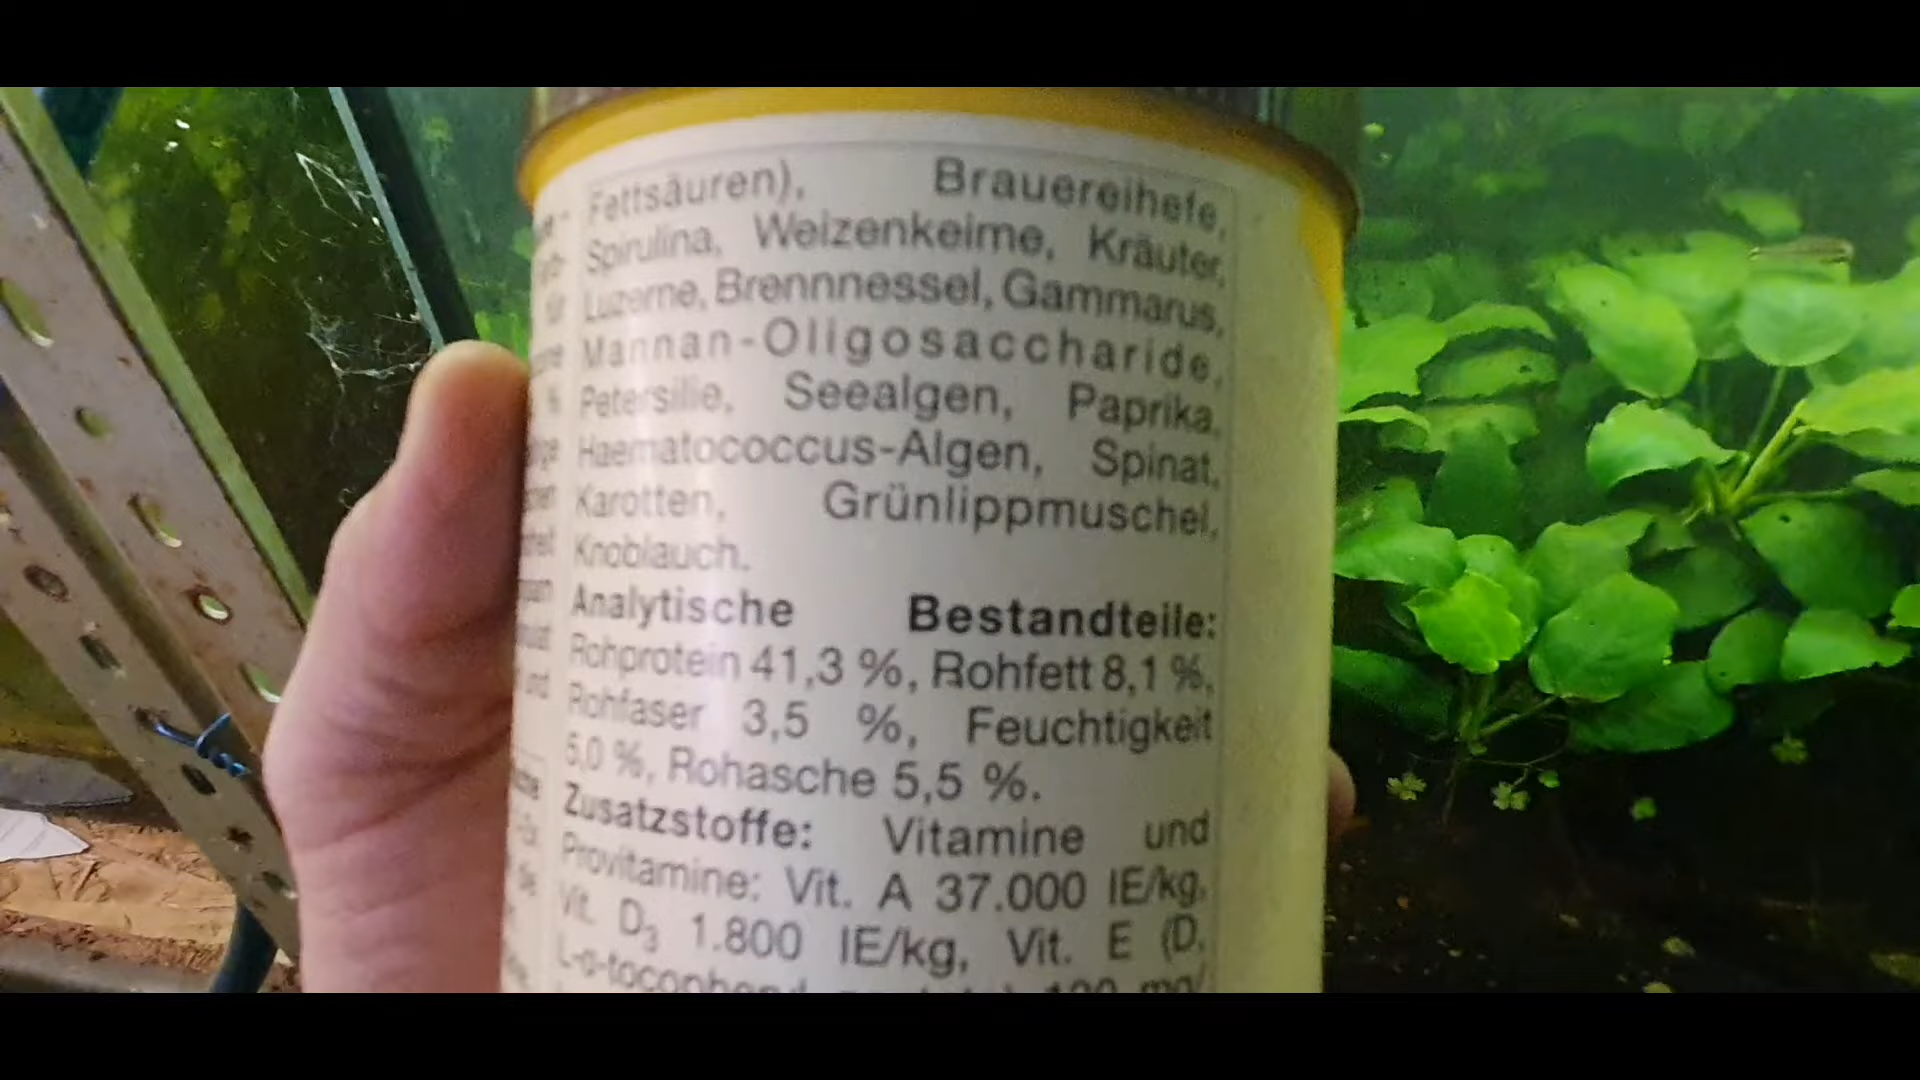 Fettsäuren), Brauereihefe,
Spirulina, Weizenkeime, Kräuter,
Luzerne, Brennnessel, Gammarus,
Mannan-Oligosaccharide,
Petersilie, Seealgen, Paprika,
Haematococcus-Algen, Spinat,
Karotten, Grünlippmuschel,
Knoblauch.
Analytische Bestandteile:
Rohprotein 41,3 %, Rohfett 8,1 %,
Rohfaser 3,5 %, Feuchtigkeit
5,0 %, Rohasche 5,5 %.
Zusatzstoffe: Vitamine und
Provitamine: Vit. A 37.000 IE/kg,
Vit. D₃ 1.800 IE/kg, Vit. E (D,